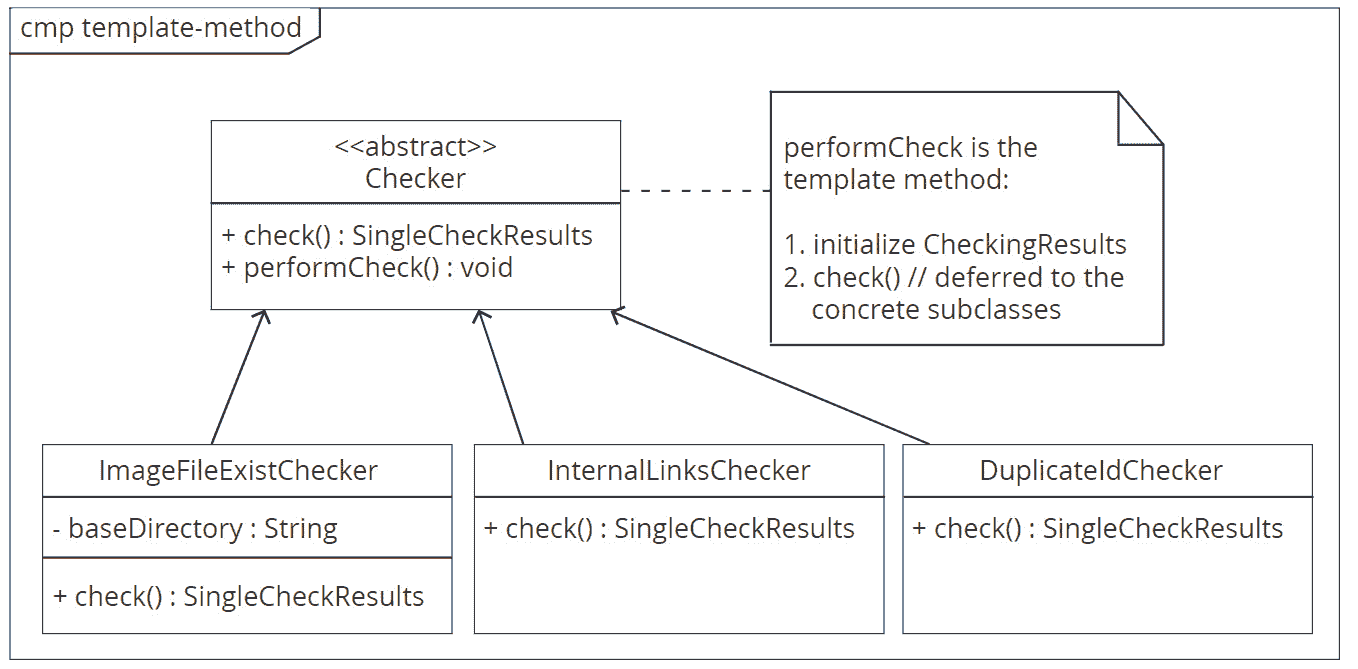 cmp template-method
<<abstract>>
Checker
+ check() : SingleCheckResults
+ performCheck() : void
performCheck is the
template method:
1. initialize CheckingResults
2. check() // deferred to the
concrete subclasses
ImageFileExistChecker
- baseDirectory : String
+ check() : SingleCheckResults
InternalLinksChecker
+ check() : SingleCheckResults
DuplicateIdChecker
+ check() : SingleCheckResults